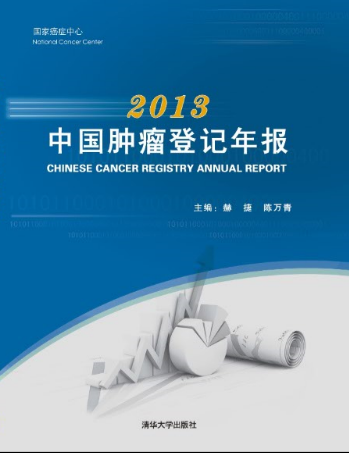 国家癌症中心
National Cancer Center
2013
中国肿瘤登记年报
CHINESE CANCER REGISTRY ANNUAL REPORT
主编：赫 捷 陈万青
清华大学出版社